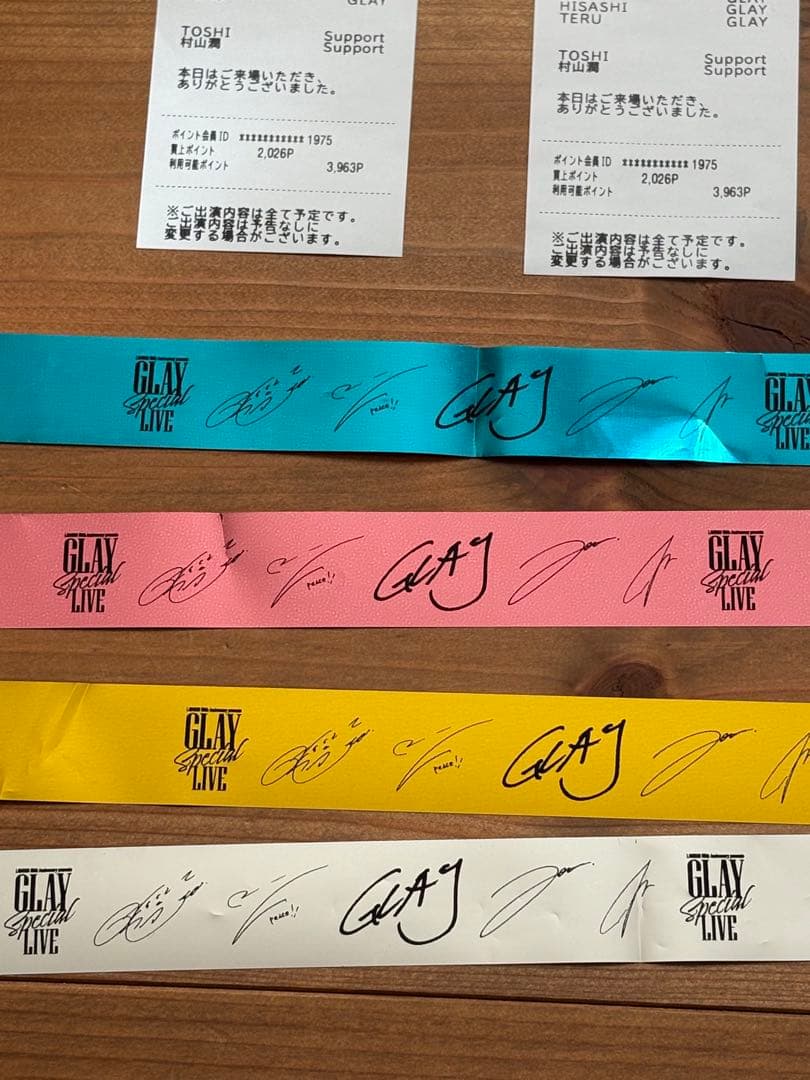 GLAY
TOSHI Support
村山潤 Support
本日はご来場いただき、
ありがとうございました。
ポイント会員ID ***********1975
買上ポイント 2,026P
利用可能ポイント 3,963P
※ご出演内容は全て予定です。
ご出演内容は予告なしに
変更する場合がございます。
HISASHI GLAY
TERU GLAY
TOSHI Support
村山潤 Support
本日はご来場いただき、
ありがとうございました。
ポイント会員ID ***********1975
買上ポイント 2,026P
利用可能ポイント 3,963P
※ご出演内容は全て予定です。
ご出演内容は予告なしに
変更する場合がございます。
GLAY
Special
LIVE
peace!!
GLAY
GLAY
Special
LIVE
GLAY
Special
LIVE
peace!!
GLAY
GLAY
Special
LIVE
GLAY
Special
LIVE
peace!!
GLAY
GLAY
Special
LIVE
peace!!
GLAY
GLAY
Special
LIVE